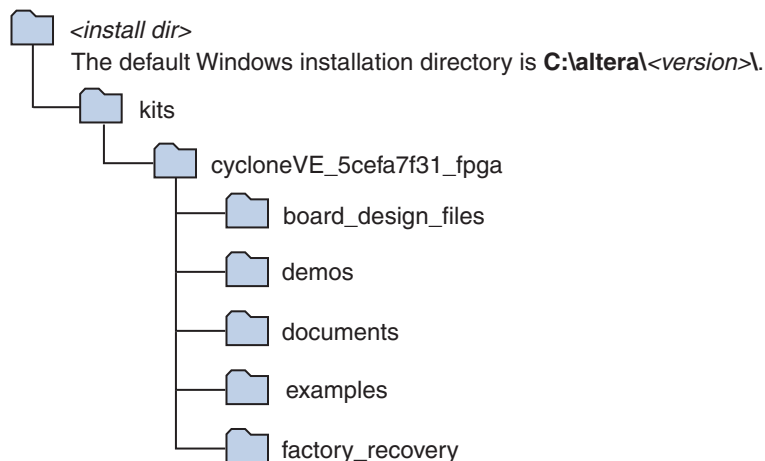 <install dir>
The default Windows installation directory is C:\altera\<version>\.
kits
cycloneVE_5cefa7f31_fpga
board_design_files
demos
documents
examples
factory_recovery